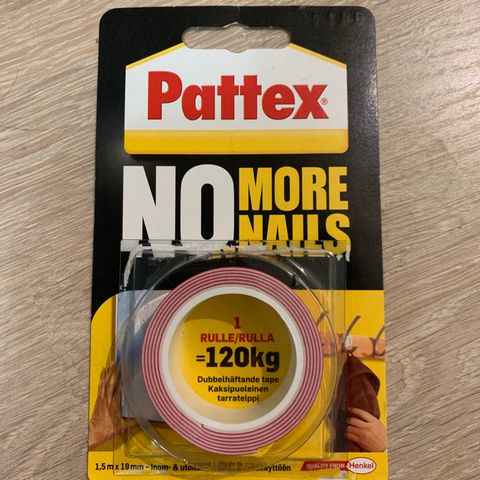 Pattex®
NO
MORE
NAILS
1
RULLE/RULLA
=120kg
Dubbelhäftande tape
Kaksipuoleinen
tarrateippi
1,5 m x 19 mm – Inom- &
QUALITY FROM Henkel